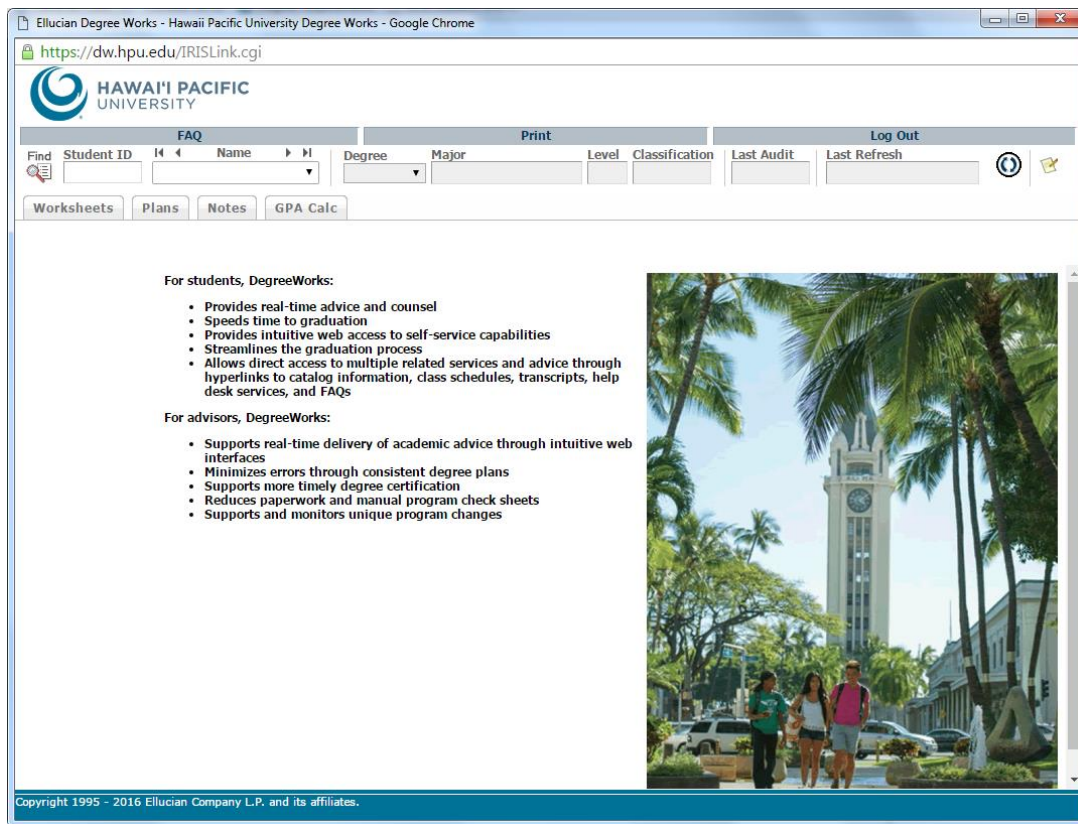 Ellucian Degree Works - Hawaii Pacific University Degree Works - Google Chrome
https://dw.hpu.edu/IRISLink.cgi
HAWAI'I PACIFIC
UNIVERSITY
FAQ Print Log Out
Find Student ID Name Degree Major Level Classification Last Audit Last Refresh
Worksheets Plans Notes GPA Calc
For students, DegreeWorks:
• Provides real-time advice and counsel
• Speeds time to graduation
• Provides intuitive web access to self-service capabilities
• Streamlines the graduation process
• Allows direct access to multiple related services and advice through
hyperlinks to catalog information, class schedules, transcripts, help
desk services, and FAQs
For advisors, DegreeWorks:
• Supports real-time delivery of academic advice through intuitive web
interfaces
• Minimizes errors through consistent degree plans
• Supports more timely degree certification
• Reduces paperwork and manual program check sheets
• Supports and monitors unique program changes
Copyright 1995 - 2016 Ellucian Company L.P. and its affiliates.